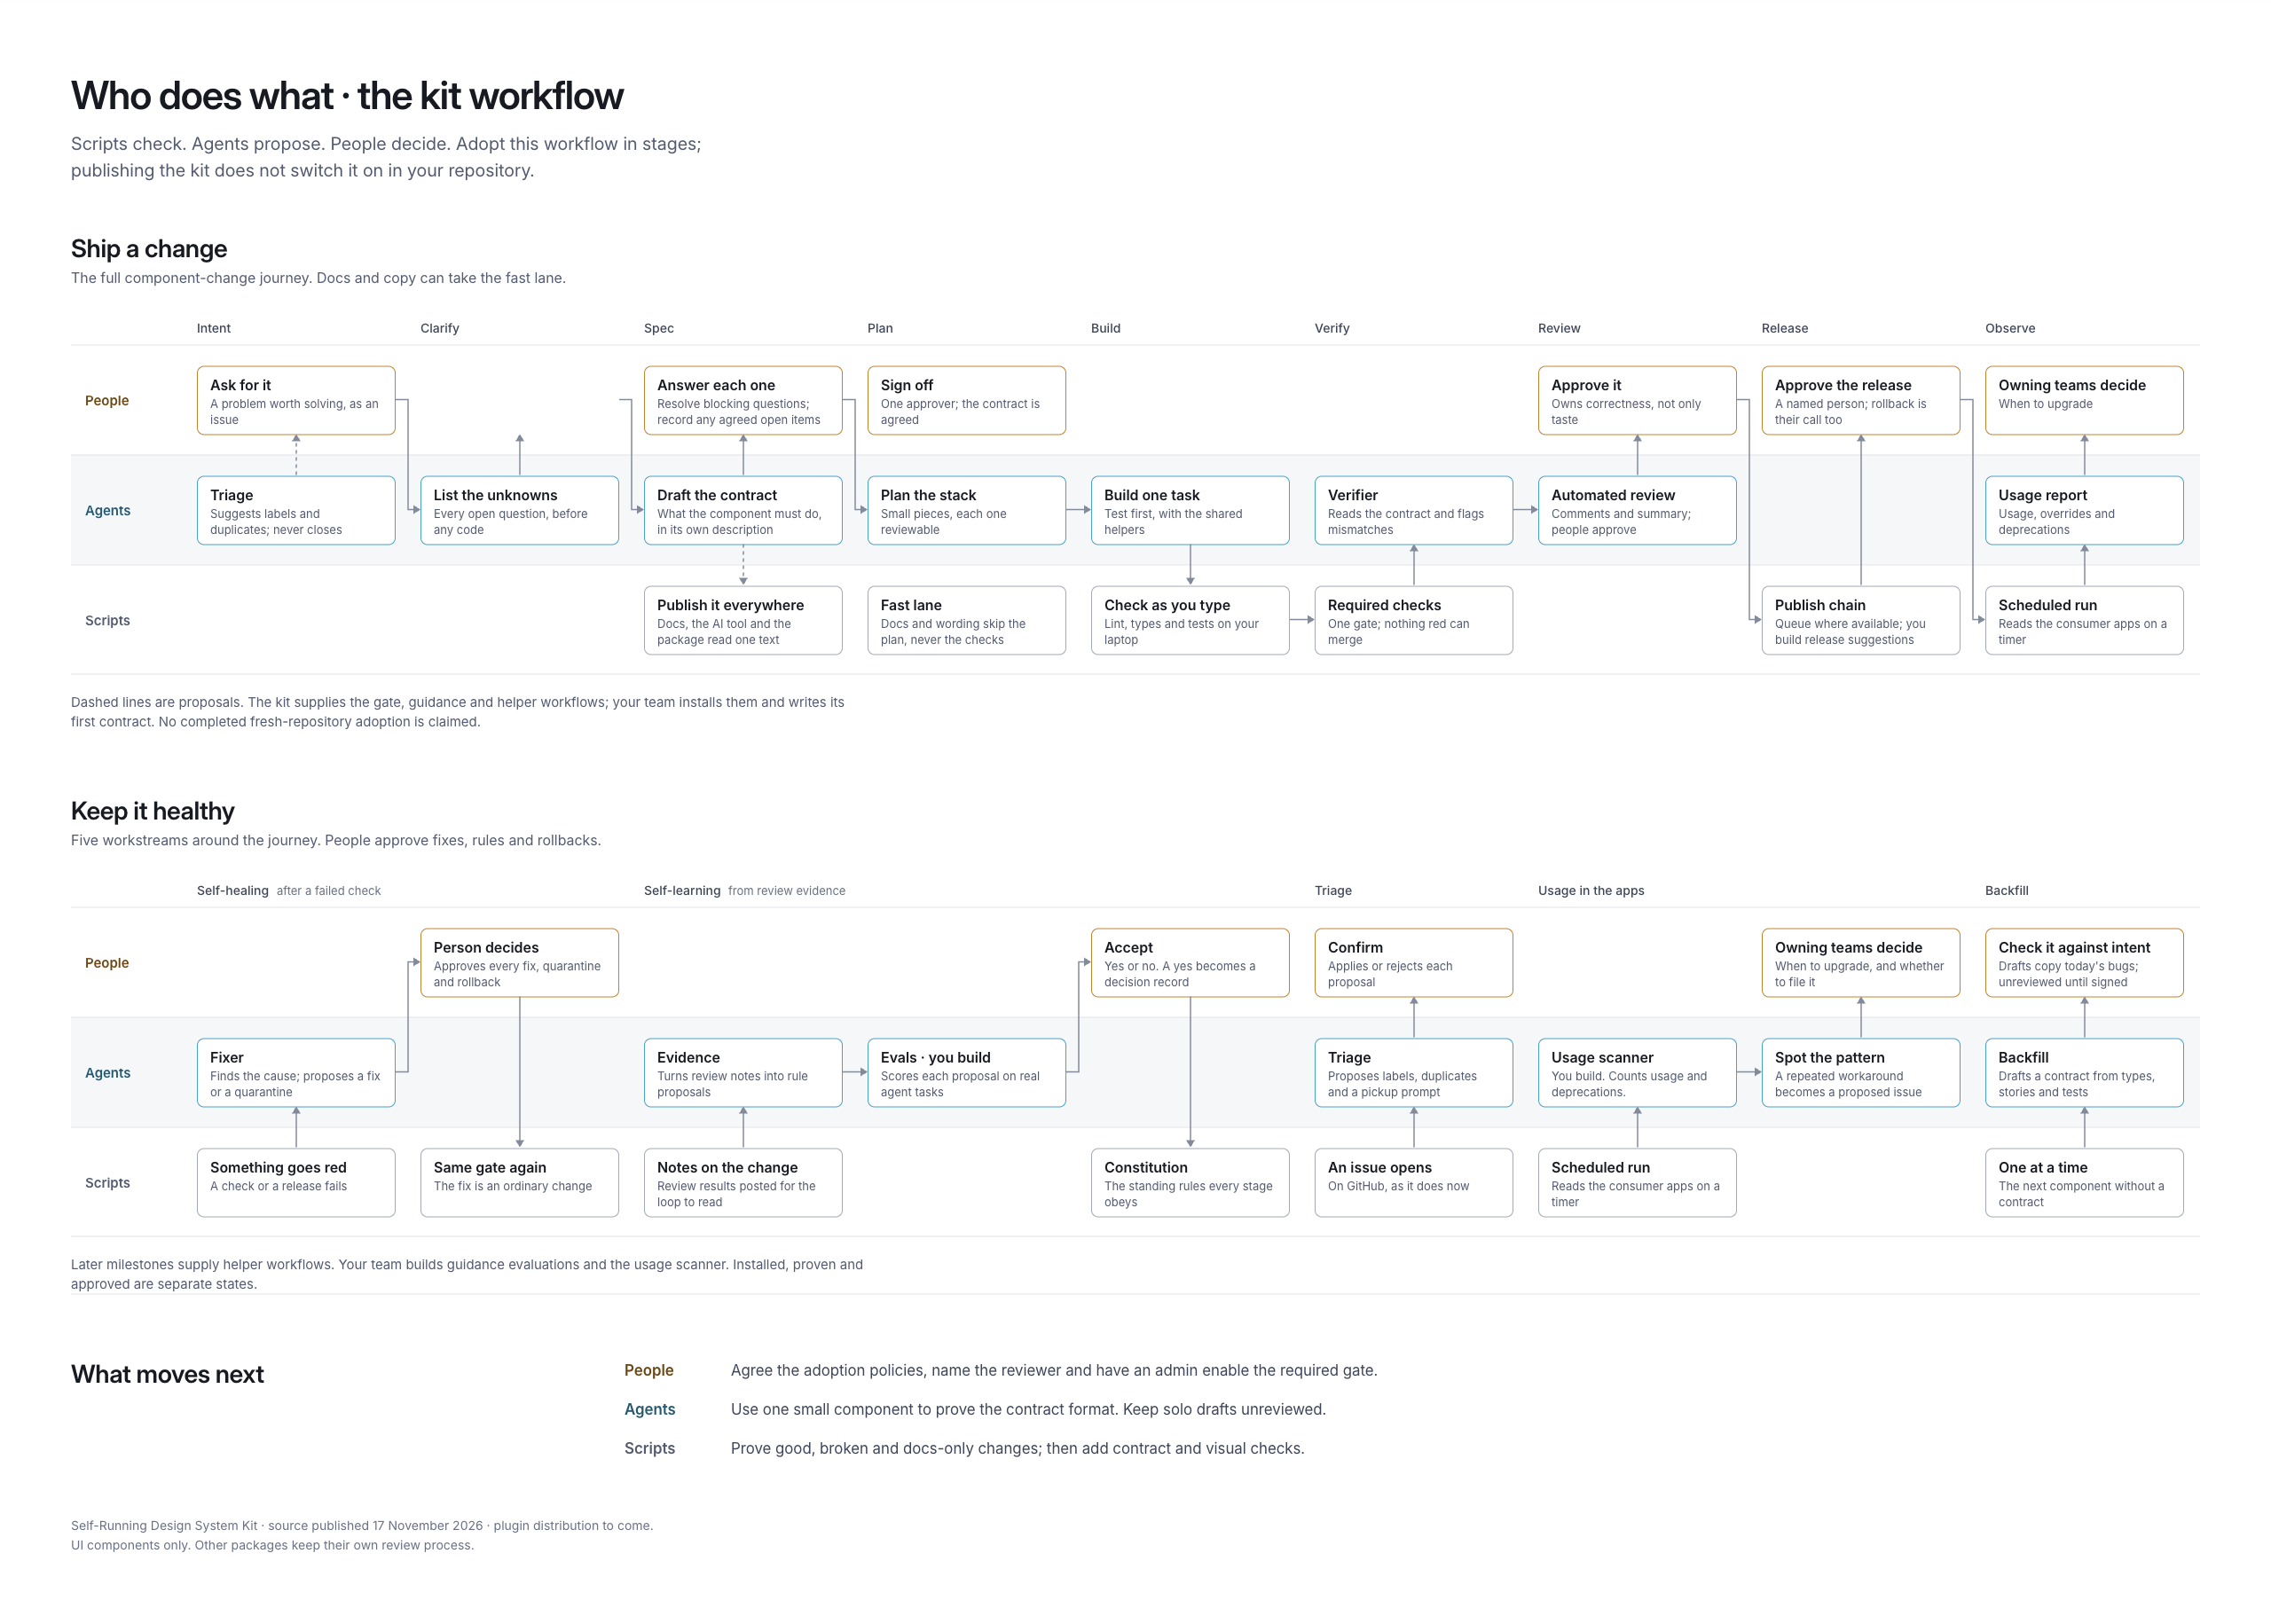 Who does what · the kit workflow
Scripts check. Agents propose. People decide. Adopt this workflow in stages;
publishing the kit does not switch it on in your repository.
Ship a change
The full component-change journey. Docs and copy can take the fast lane.
Intent
Clarify
Spec
Plan
Build
Verify
Review
Release
Observe
People
Ask for it
A problem worth solving, as an
issue
Answer each one
Resolve blocking questions;
record any agreed open items
Sign off
One approver; the contract is
agreed
Approve it
Owns correctness, not only
taste
Approve the release
A named person; rollback is
their call too
Owning teams decide
When to upgrade
Agents
Triage
Suggests labels and
duplicates; never closes
List the unknowns
Every open question, before
any code
Draft the contract
What the component must do,
in its own description
Plan the stack
Small pieces, each one
reviewable
Build one task
Test first, with the shared
helpers
Verifier
Reads the contract and flags
mismatches
Automated review
Comments and summary;
people approve
Usage report
Usage, overrides and
deprecations
Scripts
Publish it everywhere
Docs, the AI tool and the
package read one text
Fast lane
Docs and wording skip the
plan, never the checks
Check as you type
Lint, types and tests on your
laptop
Required checks
One gate; nothing red can
merge
Publish chain
Queue where available; you
build release suggestions
Scheduled run
Reads the consumer apps on a
timer
Dashed lines are proposals. The kit supplies the gate, guidance and helper workflows; your team installs them and writes its
first contract. No completed fresh-repository adoption is claimed.
Keep it healthy
Five workstreams around the journey. People approve fixes, rules and rollbacks.
Self-healing after a failed check
Self-learning from review evidence
Triage
Usage in the apps
Backfill
People
Person decides
Approves every fix, quarantine
and rollback
Accept
Yes or no. A yes becomes a
decision record
Confirm
Applies or rejects each
proposal
Owning teams decide
When to upgrade, and whether
to file it
Check it against intent
Drafts copy today's bugs;
unreviewed until signed
Agents
Fixer
Finds the cause; proposes a fix
or a quarantine
Evidence
Turns review notes into rule
proposals
Evals · you build
Scores each proposal on real
agent tasks
Triage
Proposes labels, duplicates
and a pickup prompt
Usage scanner
You build. Counts usage and
deprecations.
Spot the pattern
A repeated workaround
becomes a proposed issue
Backfill
Drafts a contract from types,
stories and tests
Scripts
Something goes red
A check or a release fails
Same gate again
The fix is an ordinary change
Notes on the change
Review results posted for the
loop to read
Constitution
The standing rules every stage
obeys
An issue opens
On GitHub, as it does now
Scheduled run
Reads the consumer apps on a
timer
One at a time
The next component without a
contract
Later milestones supply helper workflows. Your team builds guidance evaluations and the usage scanner. Installed, proven and
approved are separate states.
What moves next
People
Agree the adoption policies, name the reviewer and have an admin enable the required gate.
Agents
Use one small component to prove the contract format. Keep solo drafts unreviewed.
Scripts
Prove good, broken and docs-only changes; then add contract and visual checks.
Self-Running Design System Kit · source published 17 November 2026 · plugin distribution to come.
UI components only. Other packages keep their own review process.